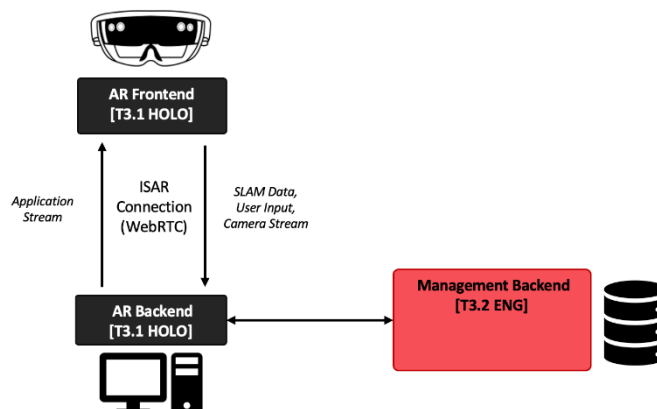 AR Frontend
[T3.1 HOLO]
Application
Stream
ISAR
Connection
(WebRTC)
SLAM Data,
User Input,
Camera Stream
AR Backend
[T3.1 HOLO]
Management Backend
[T3.2 ENG]